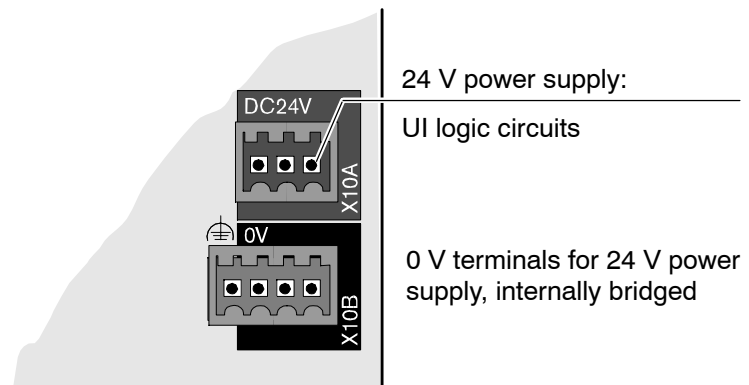 24 V power supply:
DC24V
UI logic circuits
X10A
0V
0 V terminals for 24 V power
supply, internally bridged
X10B